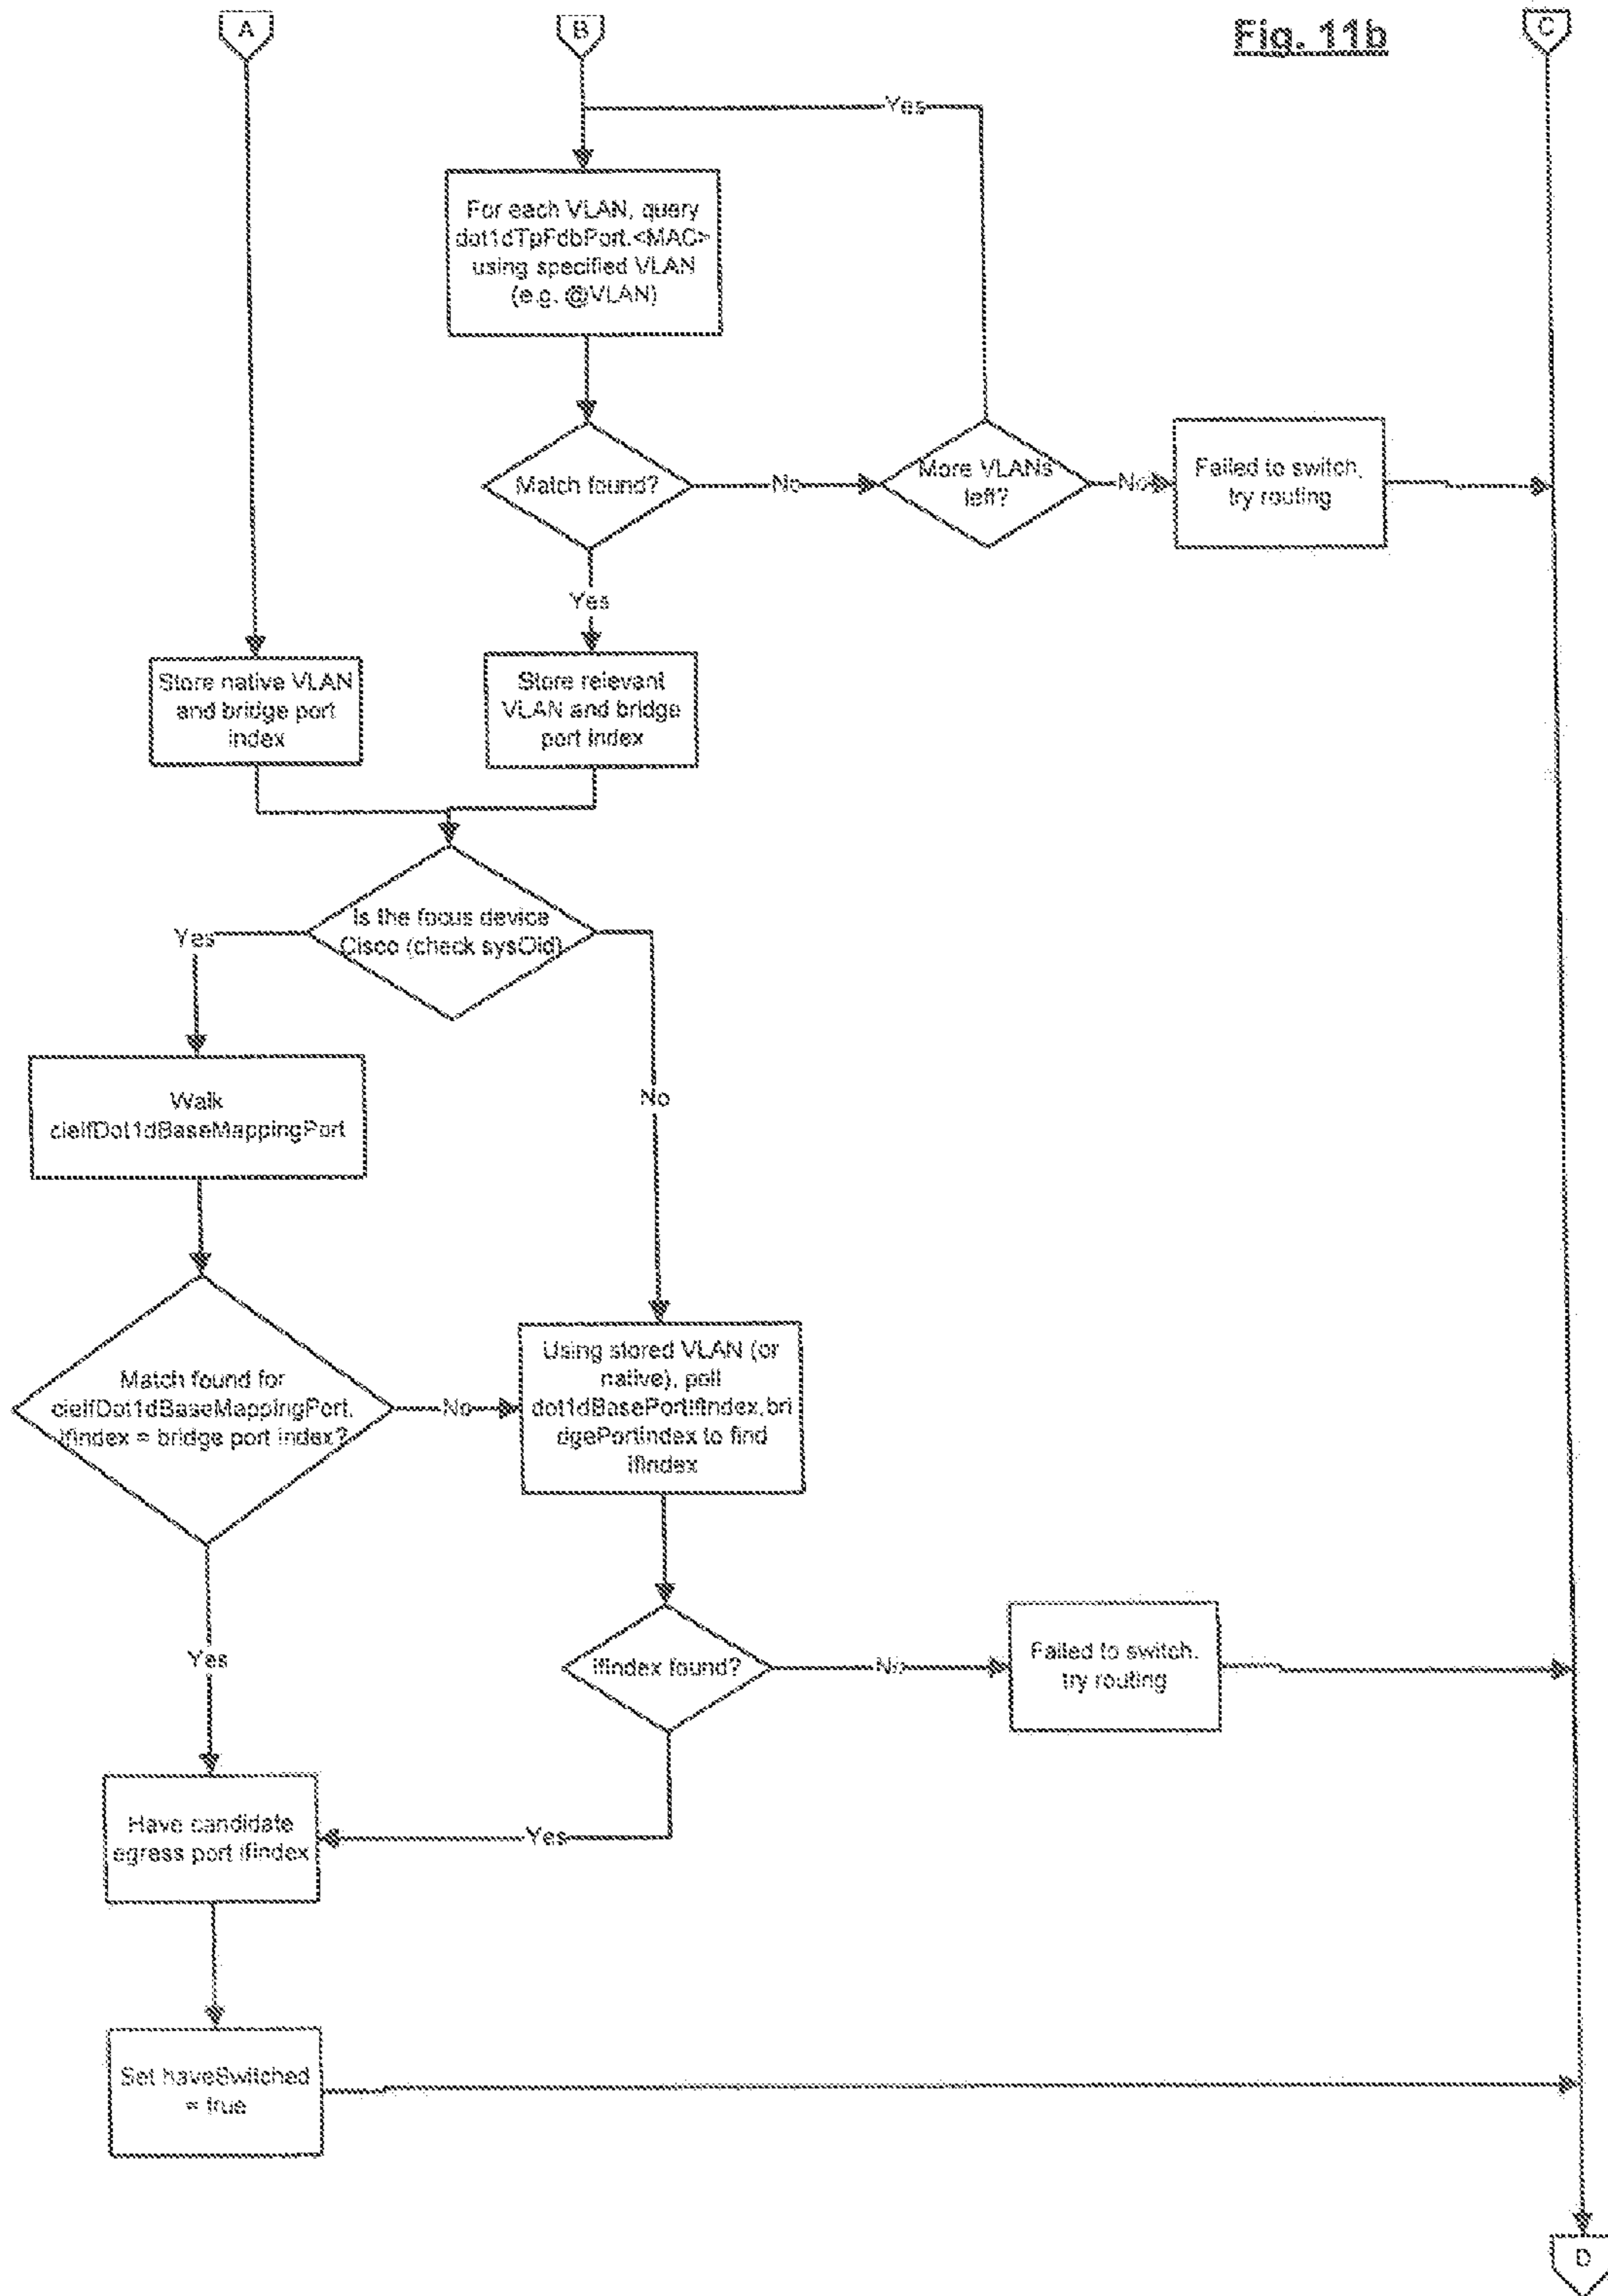 A
B
Fig. 11b
C
Yes
For each VLAN, query
dot1dTpFdbPort.<MAC>
using specified VLAN
(e.g. @VLAN)
Match found?
No
More VLANs
left?
No
Failed to switch,
try routing
Yes
Store native VLAN
and bridge port
index
Store relevant
VLAN and bridge
port index
Is the focus device
Cisco (check sysOid)
Yes
No
Walk
cieIfDot1dBaseMappingPort
Match found for
cieIfDot1dBaseMappingPort.
ifIndex = bridge port index?
No
Using stored VLAN (or
native), poll
dot1dBasePortIfIndex.bri
dgePortIndex to find
ifIndex
Yes
ifIndex found?
No
Failed to switch.
try routing
Have candidate
egress port ifIndex
Yes
Set haveSwitched
= true
D